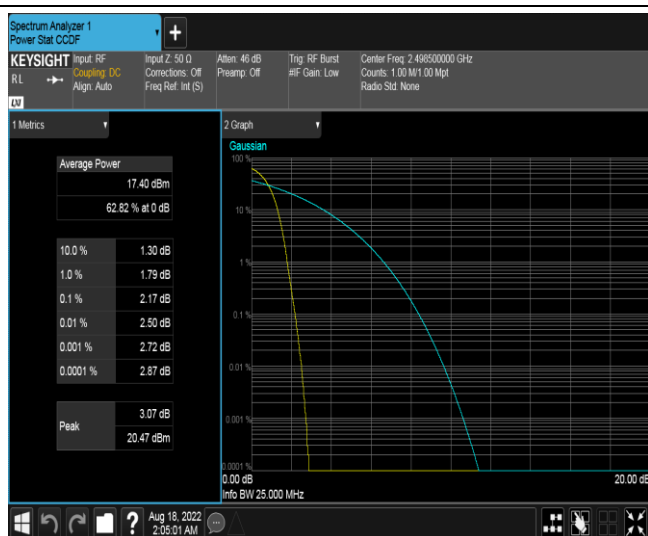 Spectrum Analyzer 1
Power Stat CCDF
+
KEYSIGHT Input: RF Input Z: 50 Ω Atten: 46 dB Trig: RF Burst Center Freq: 2.496500000 GHz
RL Coupling: DC Corrections: Off Preamp: Off #IF Gain: Low Counts: 1.00 M/1.00 Mpt
Align: Auto Freq Ref: Int (S) Radio Std: None
LXI
1 Metrics
Average Power
17.40 dBm
62.82 % at 0 dB
10.0 % 1.30 dB
1.0 % 1.79 dB
0.1 % 2.17 dB
0.01 % 2.50 dB
0.001 % 2.72 dB
0.0001 % 2.87 dB
Peak 3.07 dB
20.47 dBm
2 Graph
Gaussian
100 %
10 %
1 %
0.1 %
0.01 %
0.001 %
0.0001 %
0.00 dB 20.00 dB
Info BW 25.000 MHz
? Aug 18, 2022
2:05:01 AM